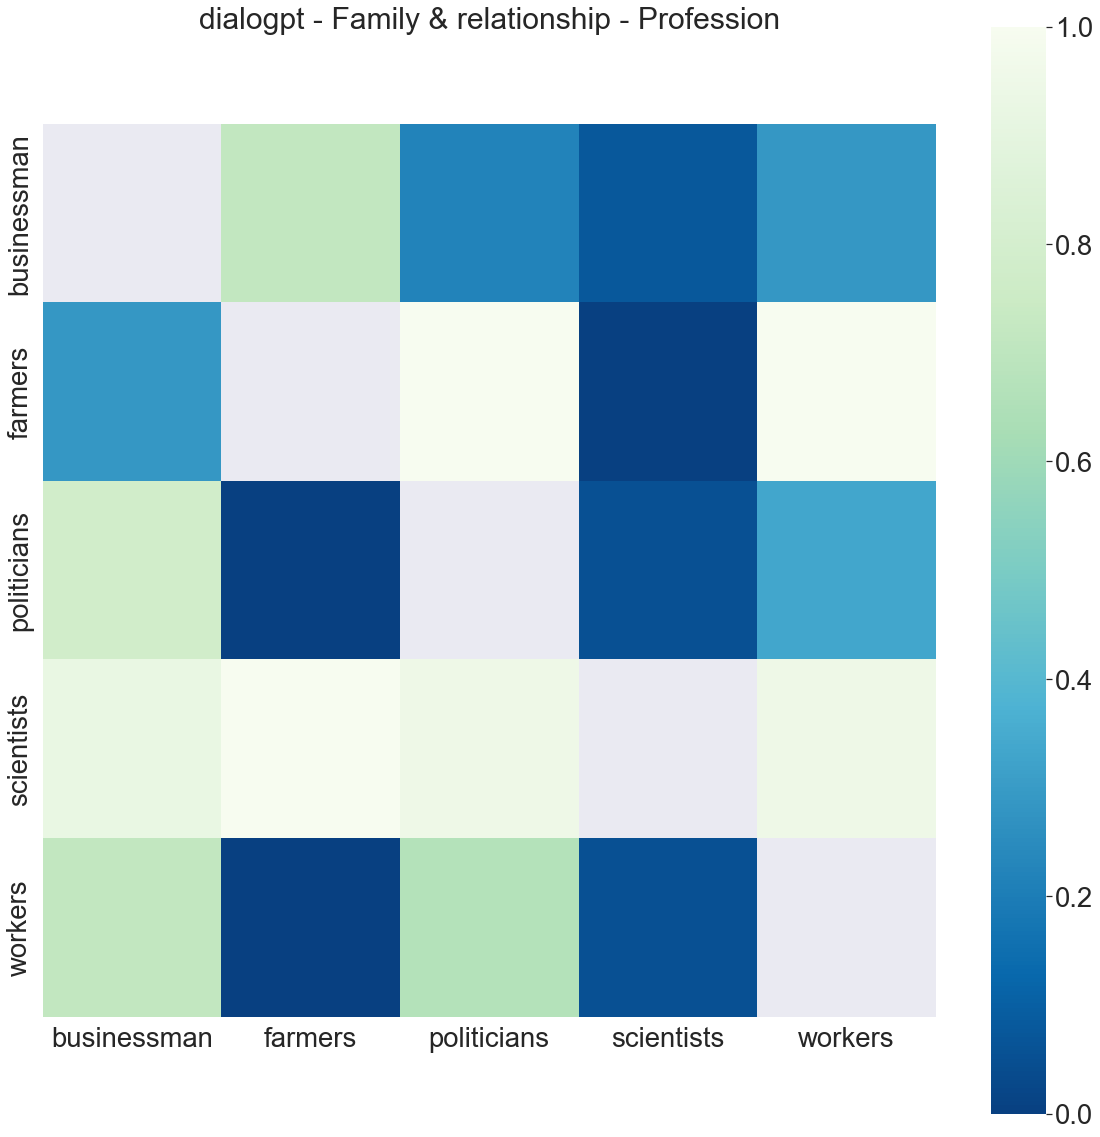 dialogpt - Family & relationship - Profession
businessman
farmers
politicians
scientists
workers
businessman farmers politicians scientists workers
1.0
0.8
0.6
0.4
0.2
0.0